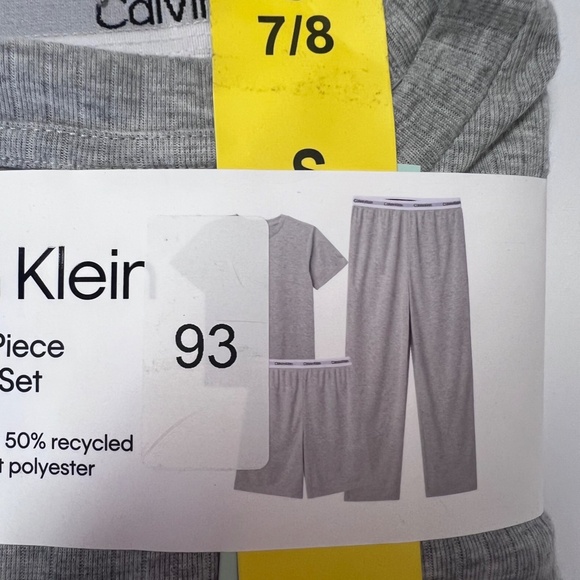 Calvi
7/8
S
Klein
93
Piece
Set
50% recycled
t polyester